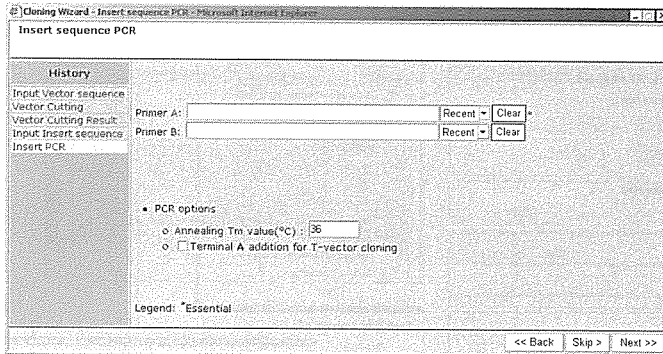 Cloning Wizard - Insert sequence PCR - Microsoft Internet Explorer
Insert sequence PCR
History
Input Vector sequence
Vector Cutting
Vector Cutting Result
Input Insert sequence
Insert PCR
Primer A: Recent Clear *
Primer B: Recent Clear
• PCR options
o Annealing Tm value(°C) : 36
o Terminal A addition for T-vector cloning
Legend: *Essential
<< Back Skip > Next >>